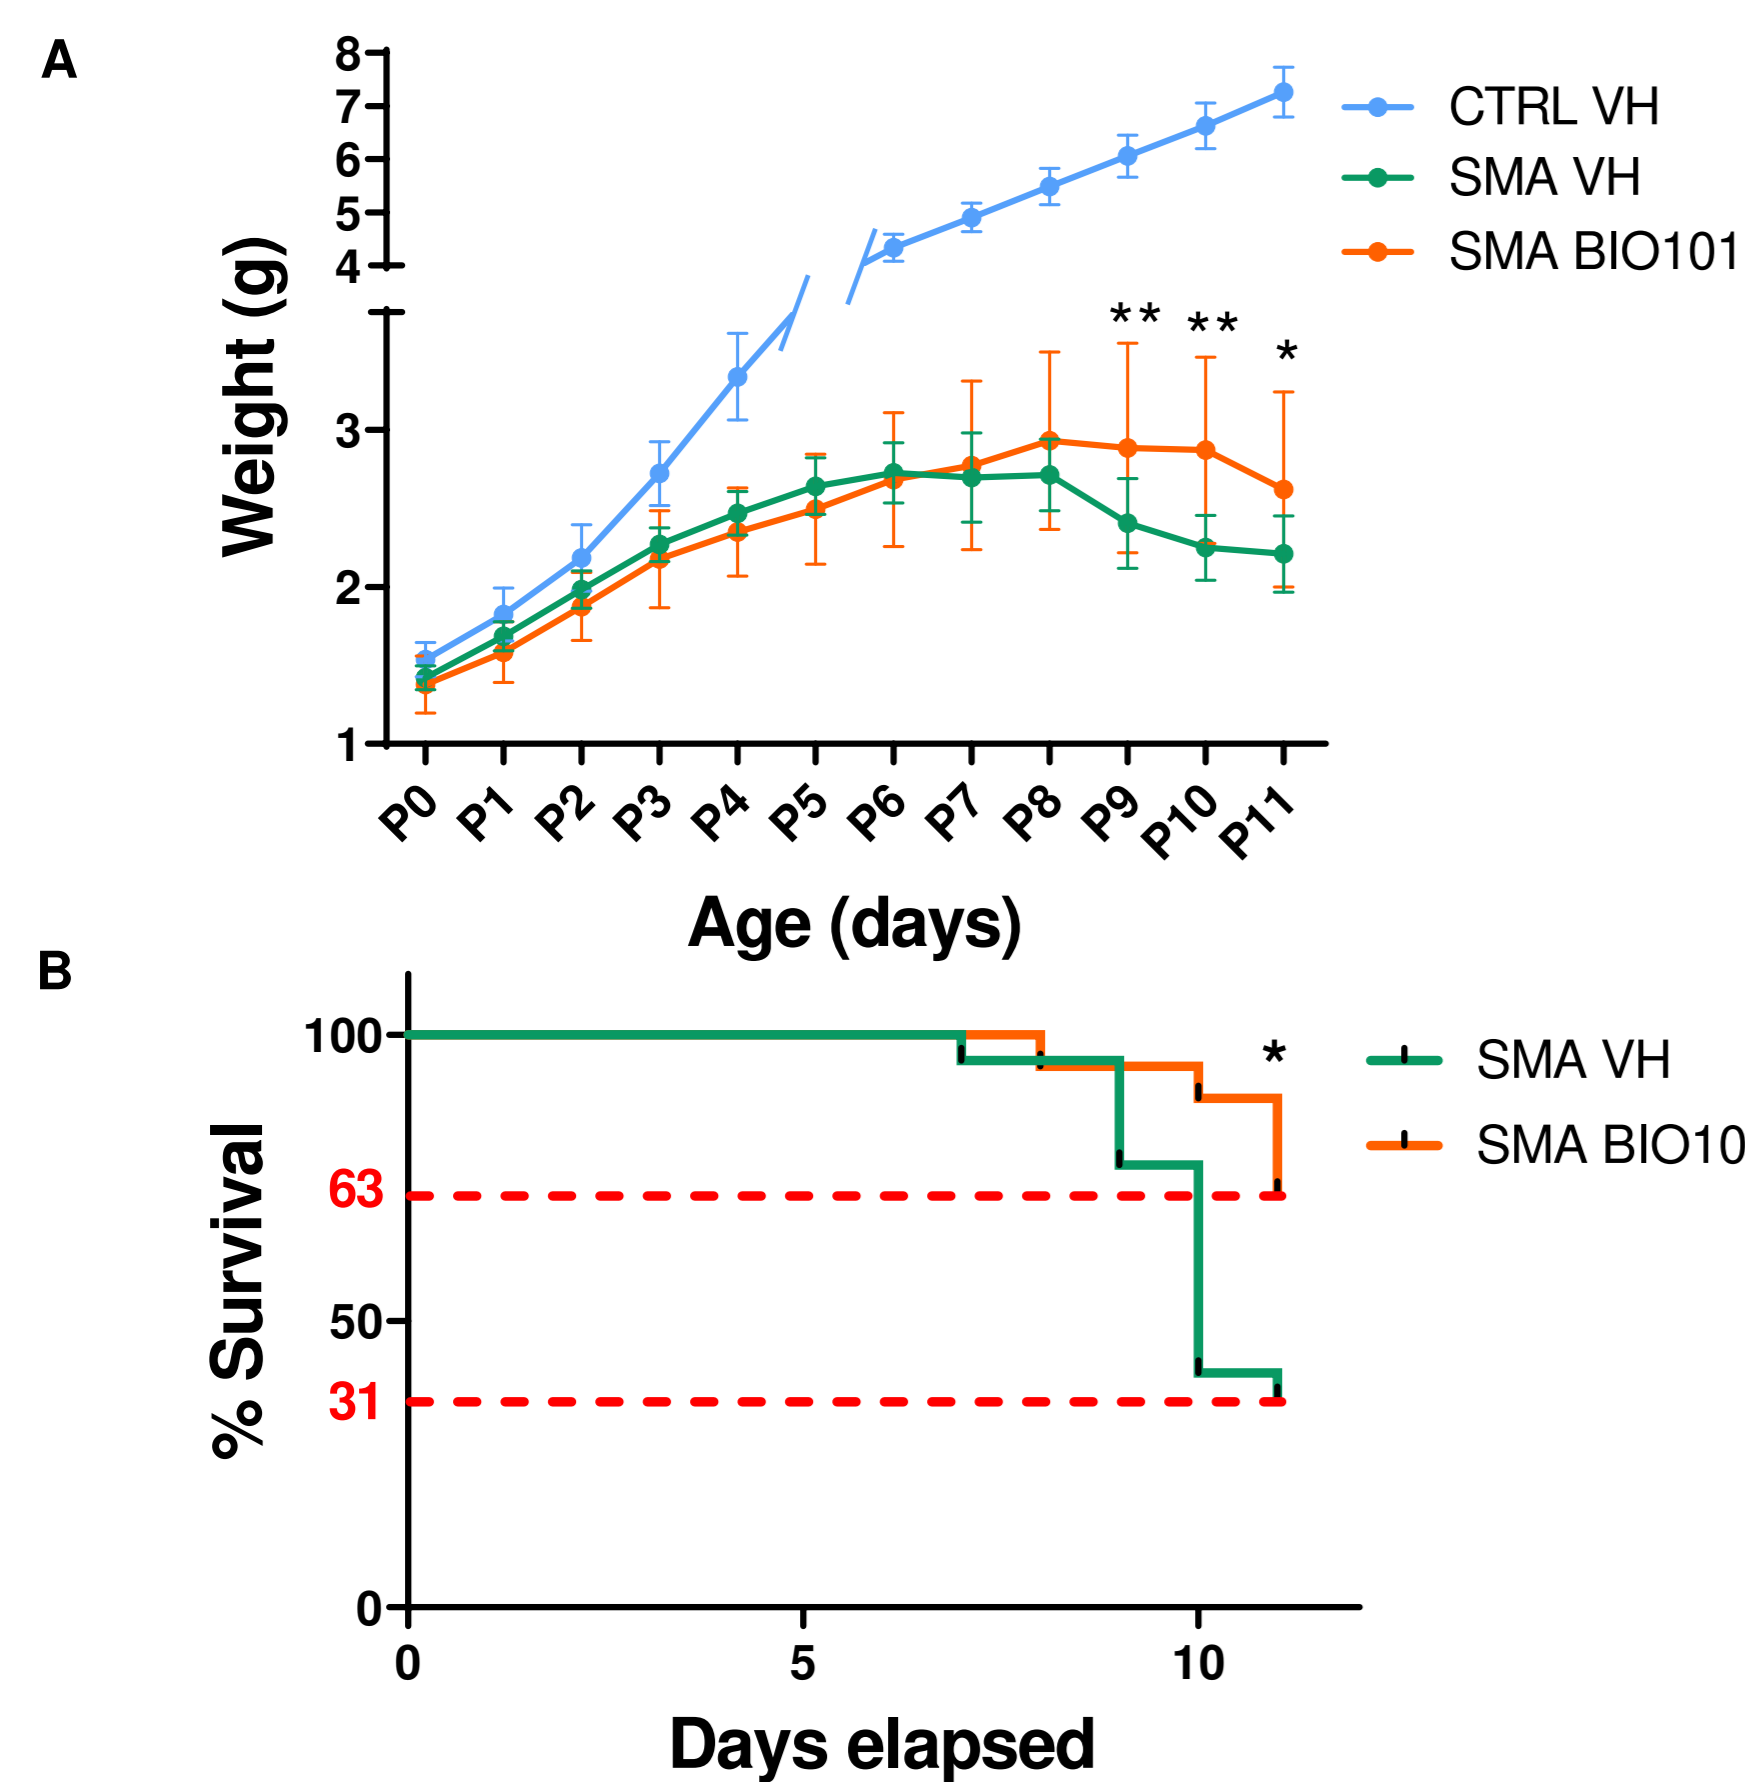 A
8
7
6
5
4
3
2
1
Weight (g)
CTRL VH
SMA VH
SMA BIO101
** ** *
P0 P1 P2 P3 P4 P5 P6 P7 P8 P9 P10 P11
Age (days)
B
100
63
50
31
0
% Survival
*
SMA VH
SMA BIO10
0 5 10
Days elapsed